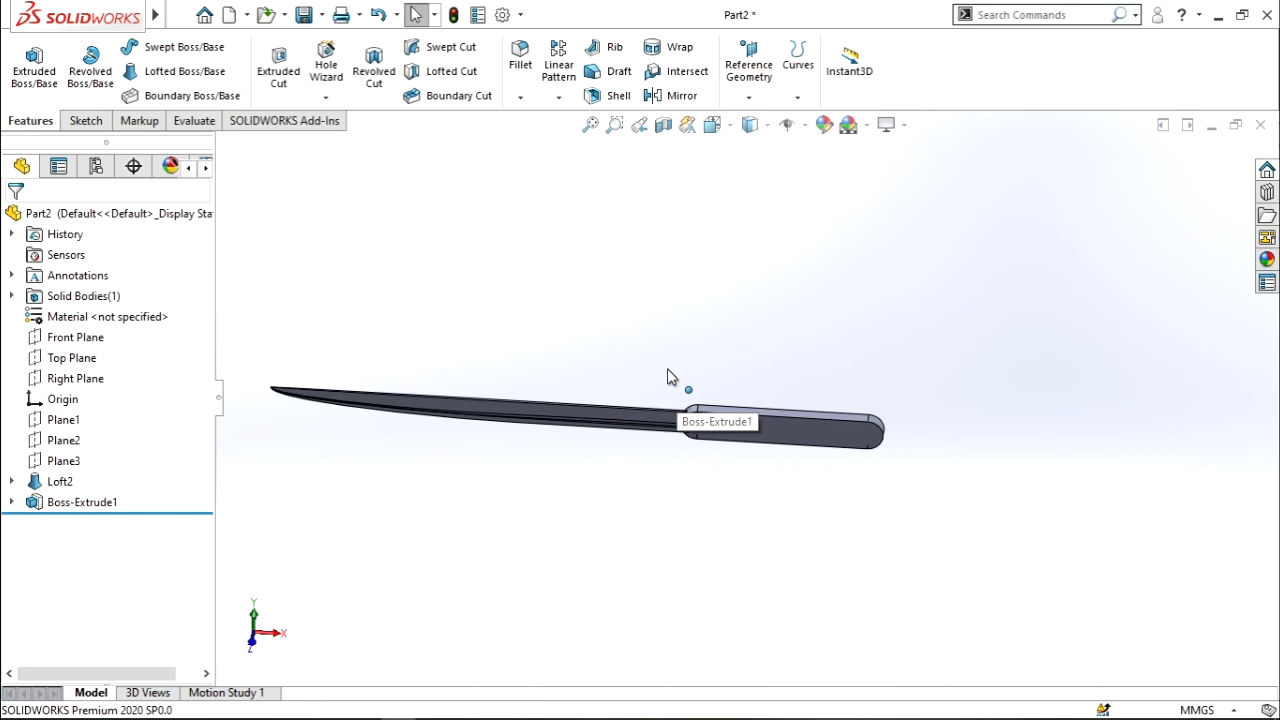 SOLIDWORKS
Part2 *
Search Commands
?
Extruded Boss/Base
Revolved Boss/Base
Swept Boss/Base
Lofted Boss/Base
Boundary Boss/Base
Extruded Cut
Hole Wizard
Revolved Cut
Swept Cut
Lofted Cut
Boundary Cut
Fillet
Linear Pattern
Rib
Draft
Shell
Wrap
Intersect
Mirror
Reference Geometry
Curves
Instant3D
Features
Sketch
Markup
Evaluate
SOLIDWORKS Add-Ins
Part2 (Default<<Default>_Display Sta
History
Sensors
Annotations
Solid Bodies(1)
Material <not specified>
Front Plane
Top Plane
Right Plane
Origin
Plane1
Plane2
Plane3
Loft2
Boss-Extrude1
Boss-Extrude1
Y
X
Z
Model
3D Views
Motion Study 1
SOLIDWORKS Premium 2020 SP0.0
MMGS